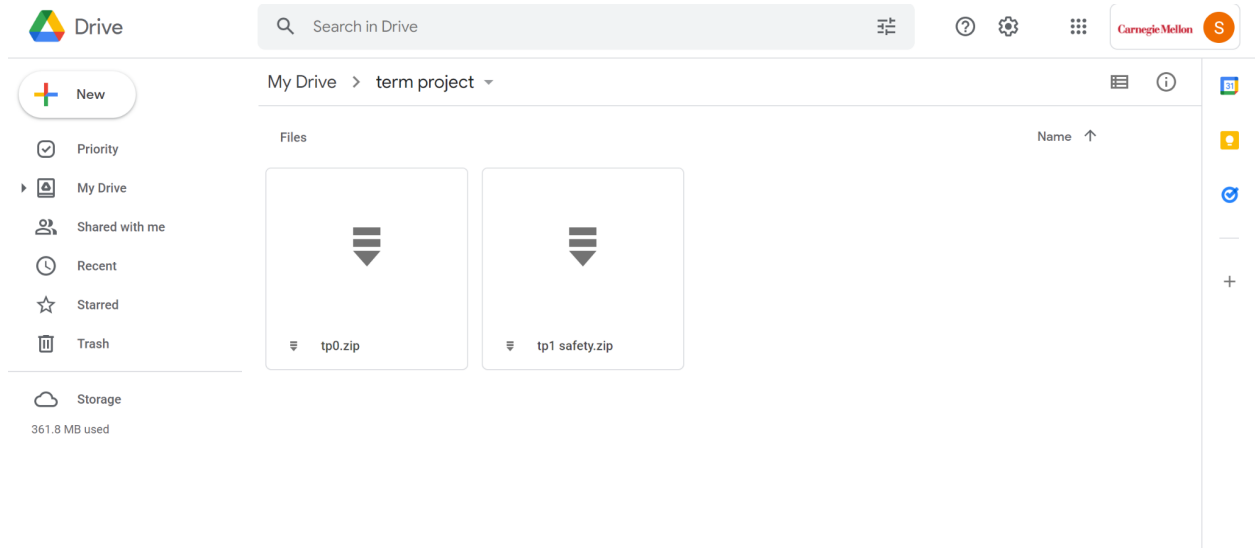 Drive
Search in Drive
Carnegie Mellon
S
New
My Drive > term project
31
Files
Name
Priority
My Drive
Shared with me
Recent
Starred
Trash
tp0.zip
tp1 safety.zip
Storage
361.8 MB used